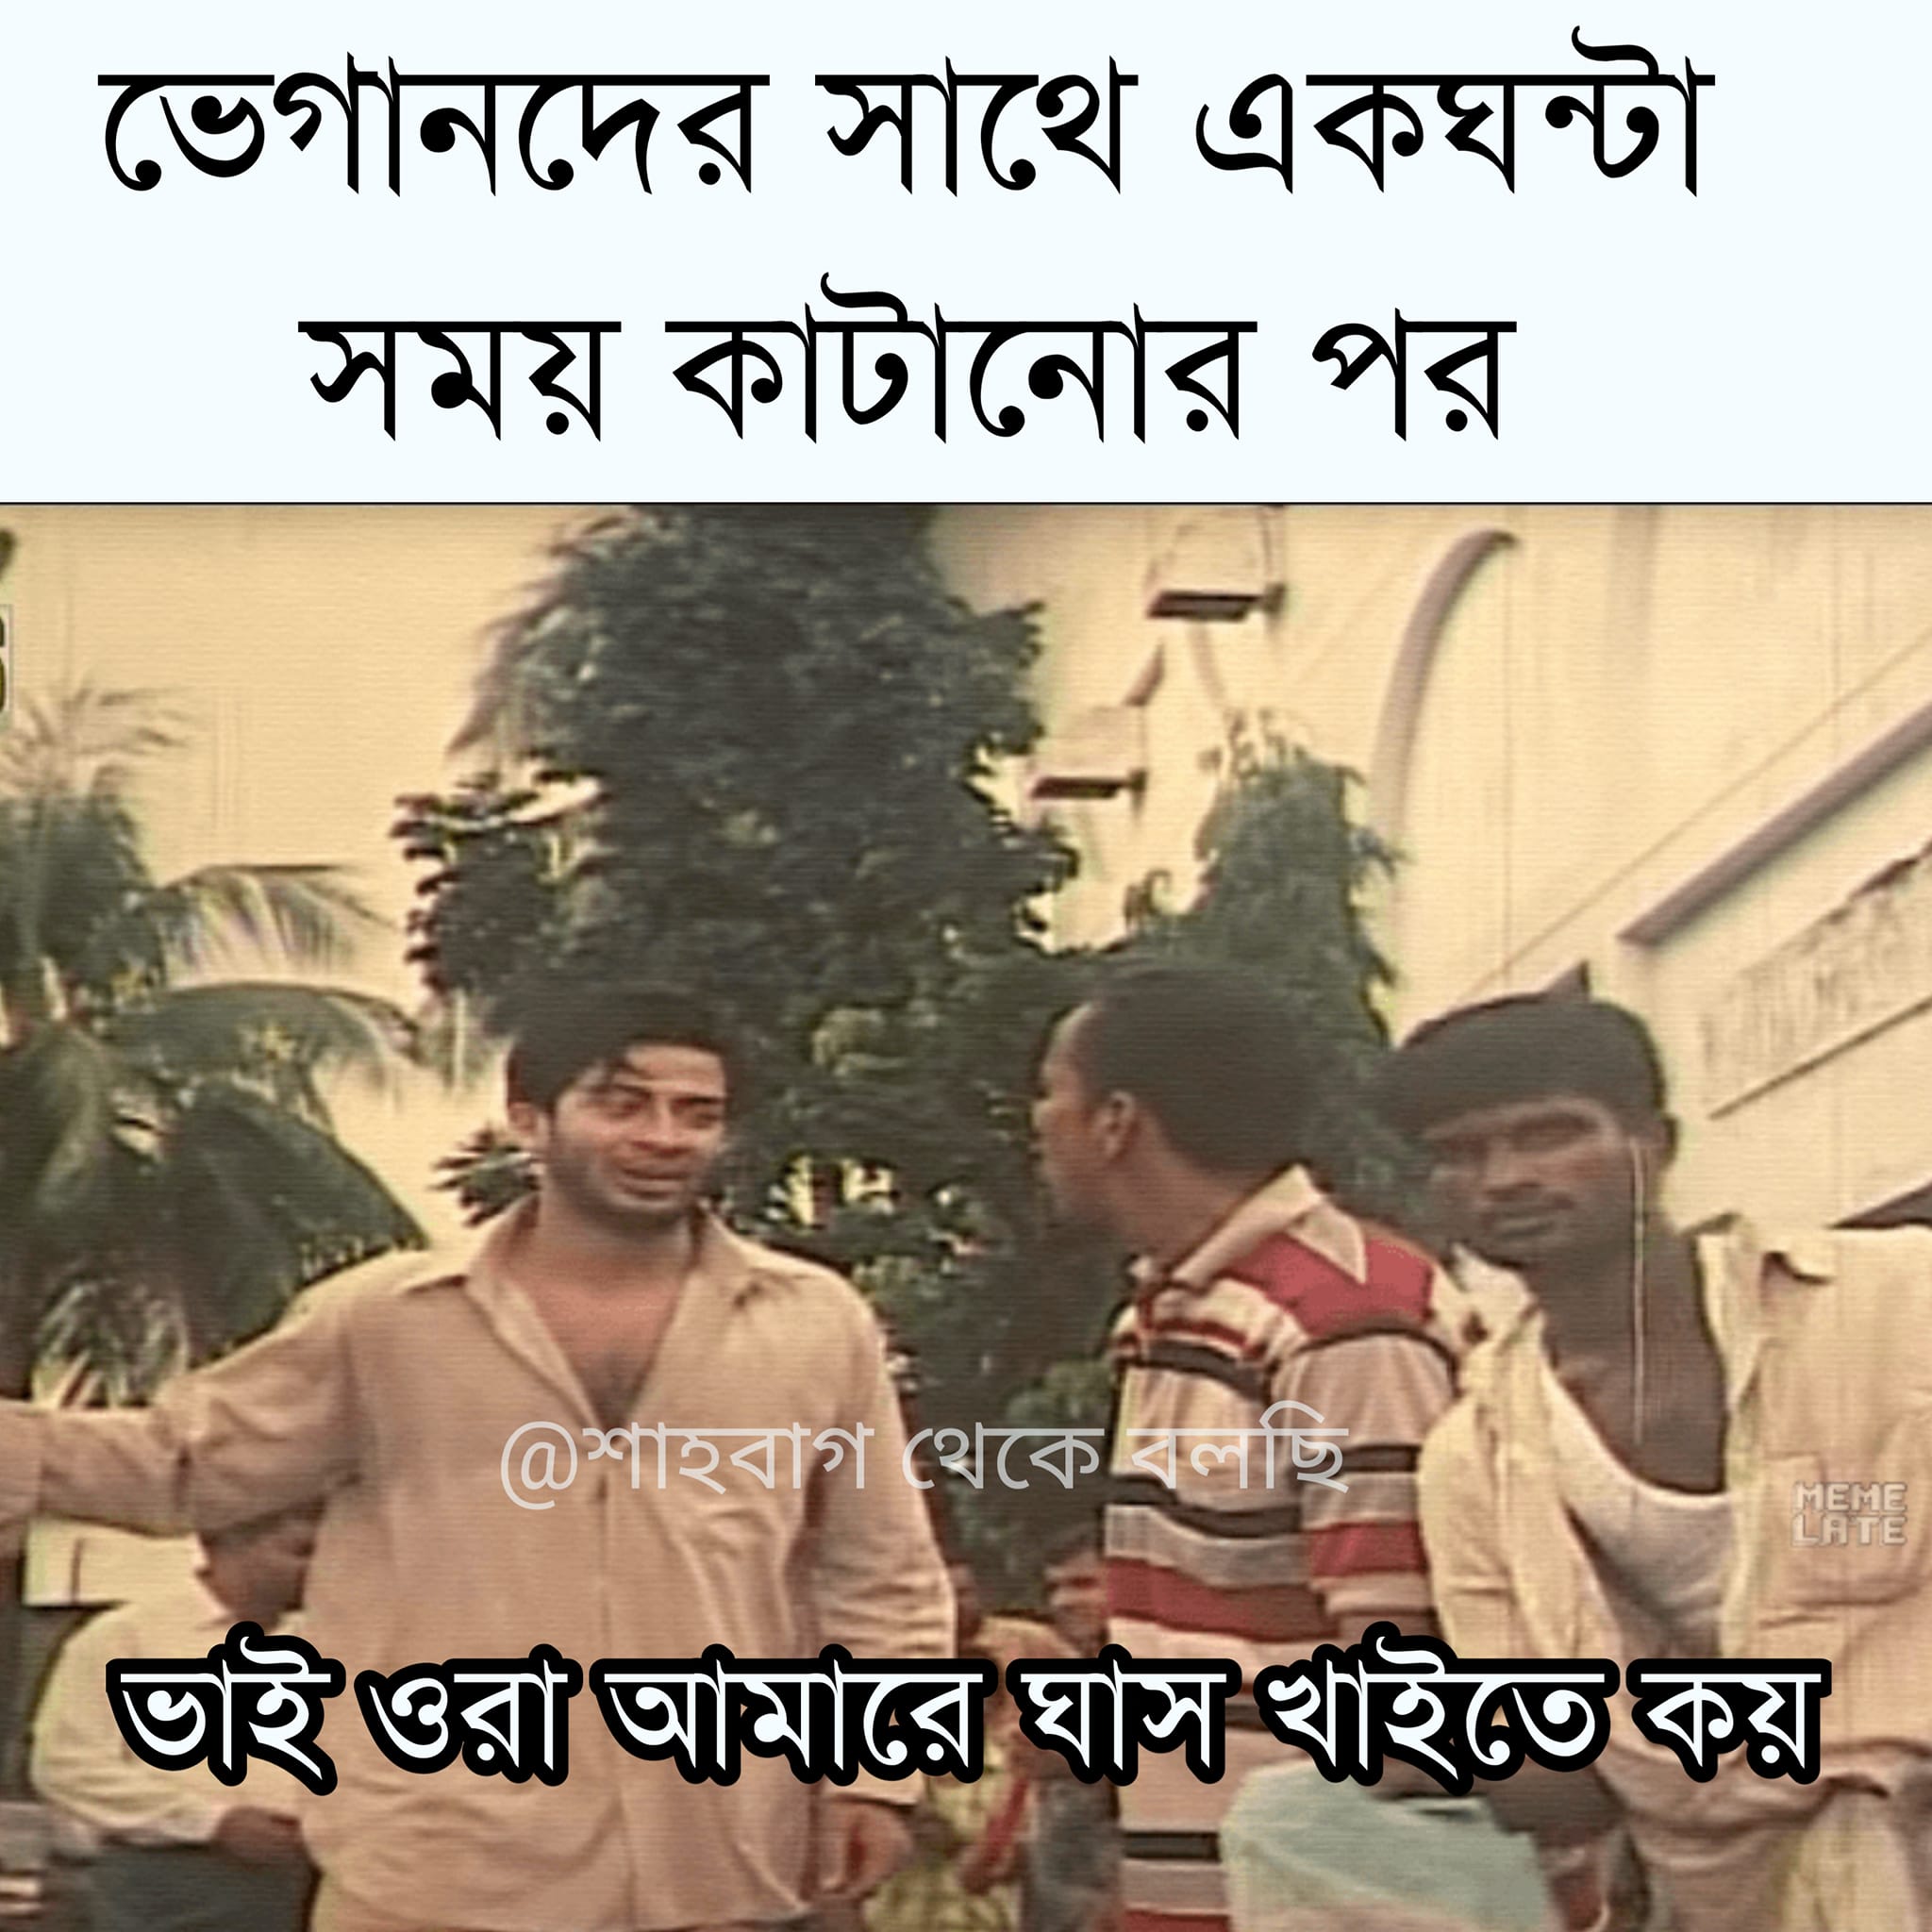 ভেগানদের সাথে একঘন্টা
সময় কাটানোর পর
@শাহবাগ থেকে বলছি
MEME
LATE
ভাই ওরা আমারে ঘাস খাইতে কয়